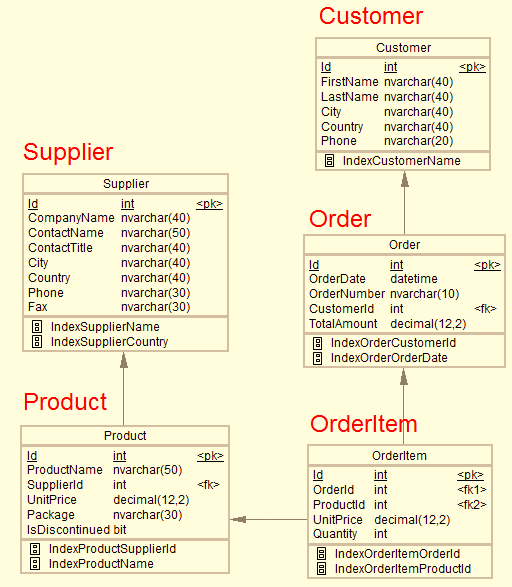 Customer
Customer
Id int <pk>
FirstName nvarchar(40)
LastName nvarchar(40)
City nvarchar(40)
Country nvarchar(40)
Phone nvarchar(20)
IndexCustomerName
Supplier
Supplier
Id int <pk>
CompanyName nvarchar(40)
ContactName nvarchar(50)
ContactTitle nvarchar(40)
City nvarchar(40)
Country nvarchar(40)
Phone nvarchar(30)
Fax nvarchar(30)
IndexSupplierName
IndexSupplierCountry
Order
Order
Id int <pk>
OrderDate datetime
OrderNumber nvarchar(10)
CustomerId int <fk>
TotalAmount decimal(12,2)
IndexOrderCustomerId
IndexOrderOrderDate
Product
Product
Id int <pk>
ProductName nvarchar(50)
SupplierId int <fk>
UnitPrice decimal(12,2)
Package nvarchar(30)
IsDiscontinued bit
IndexProductSupplierId
IndexProductName
OrderItem
OrderItem
Id int <pk>
OrderId int <fk1>
ProductId int <fk2>
UnitPrice decimal(12,2)
Quantity int
IndexOrderItemOrderId
IndexOrderItemProductId